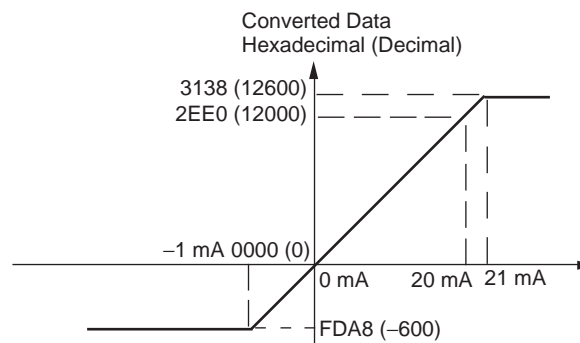 Converted Data
Hexadecimal (Decimal)
3138 (12600)
2EE0 (12000)
–1 mA 0000 (0)
0 mA 20 mA 21 mA
FDA8 (–600)